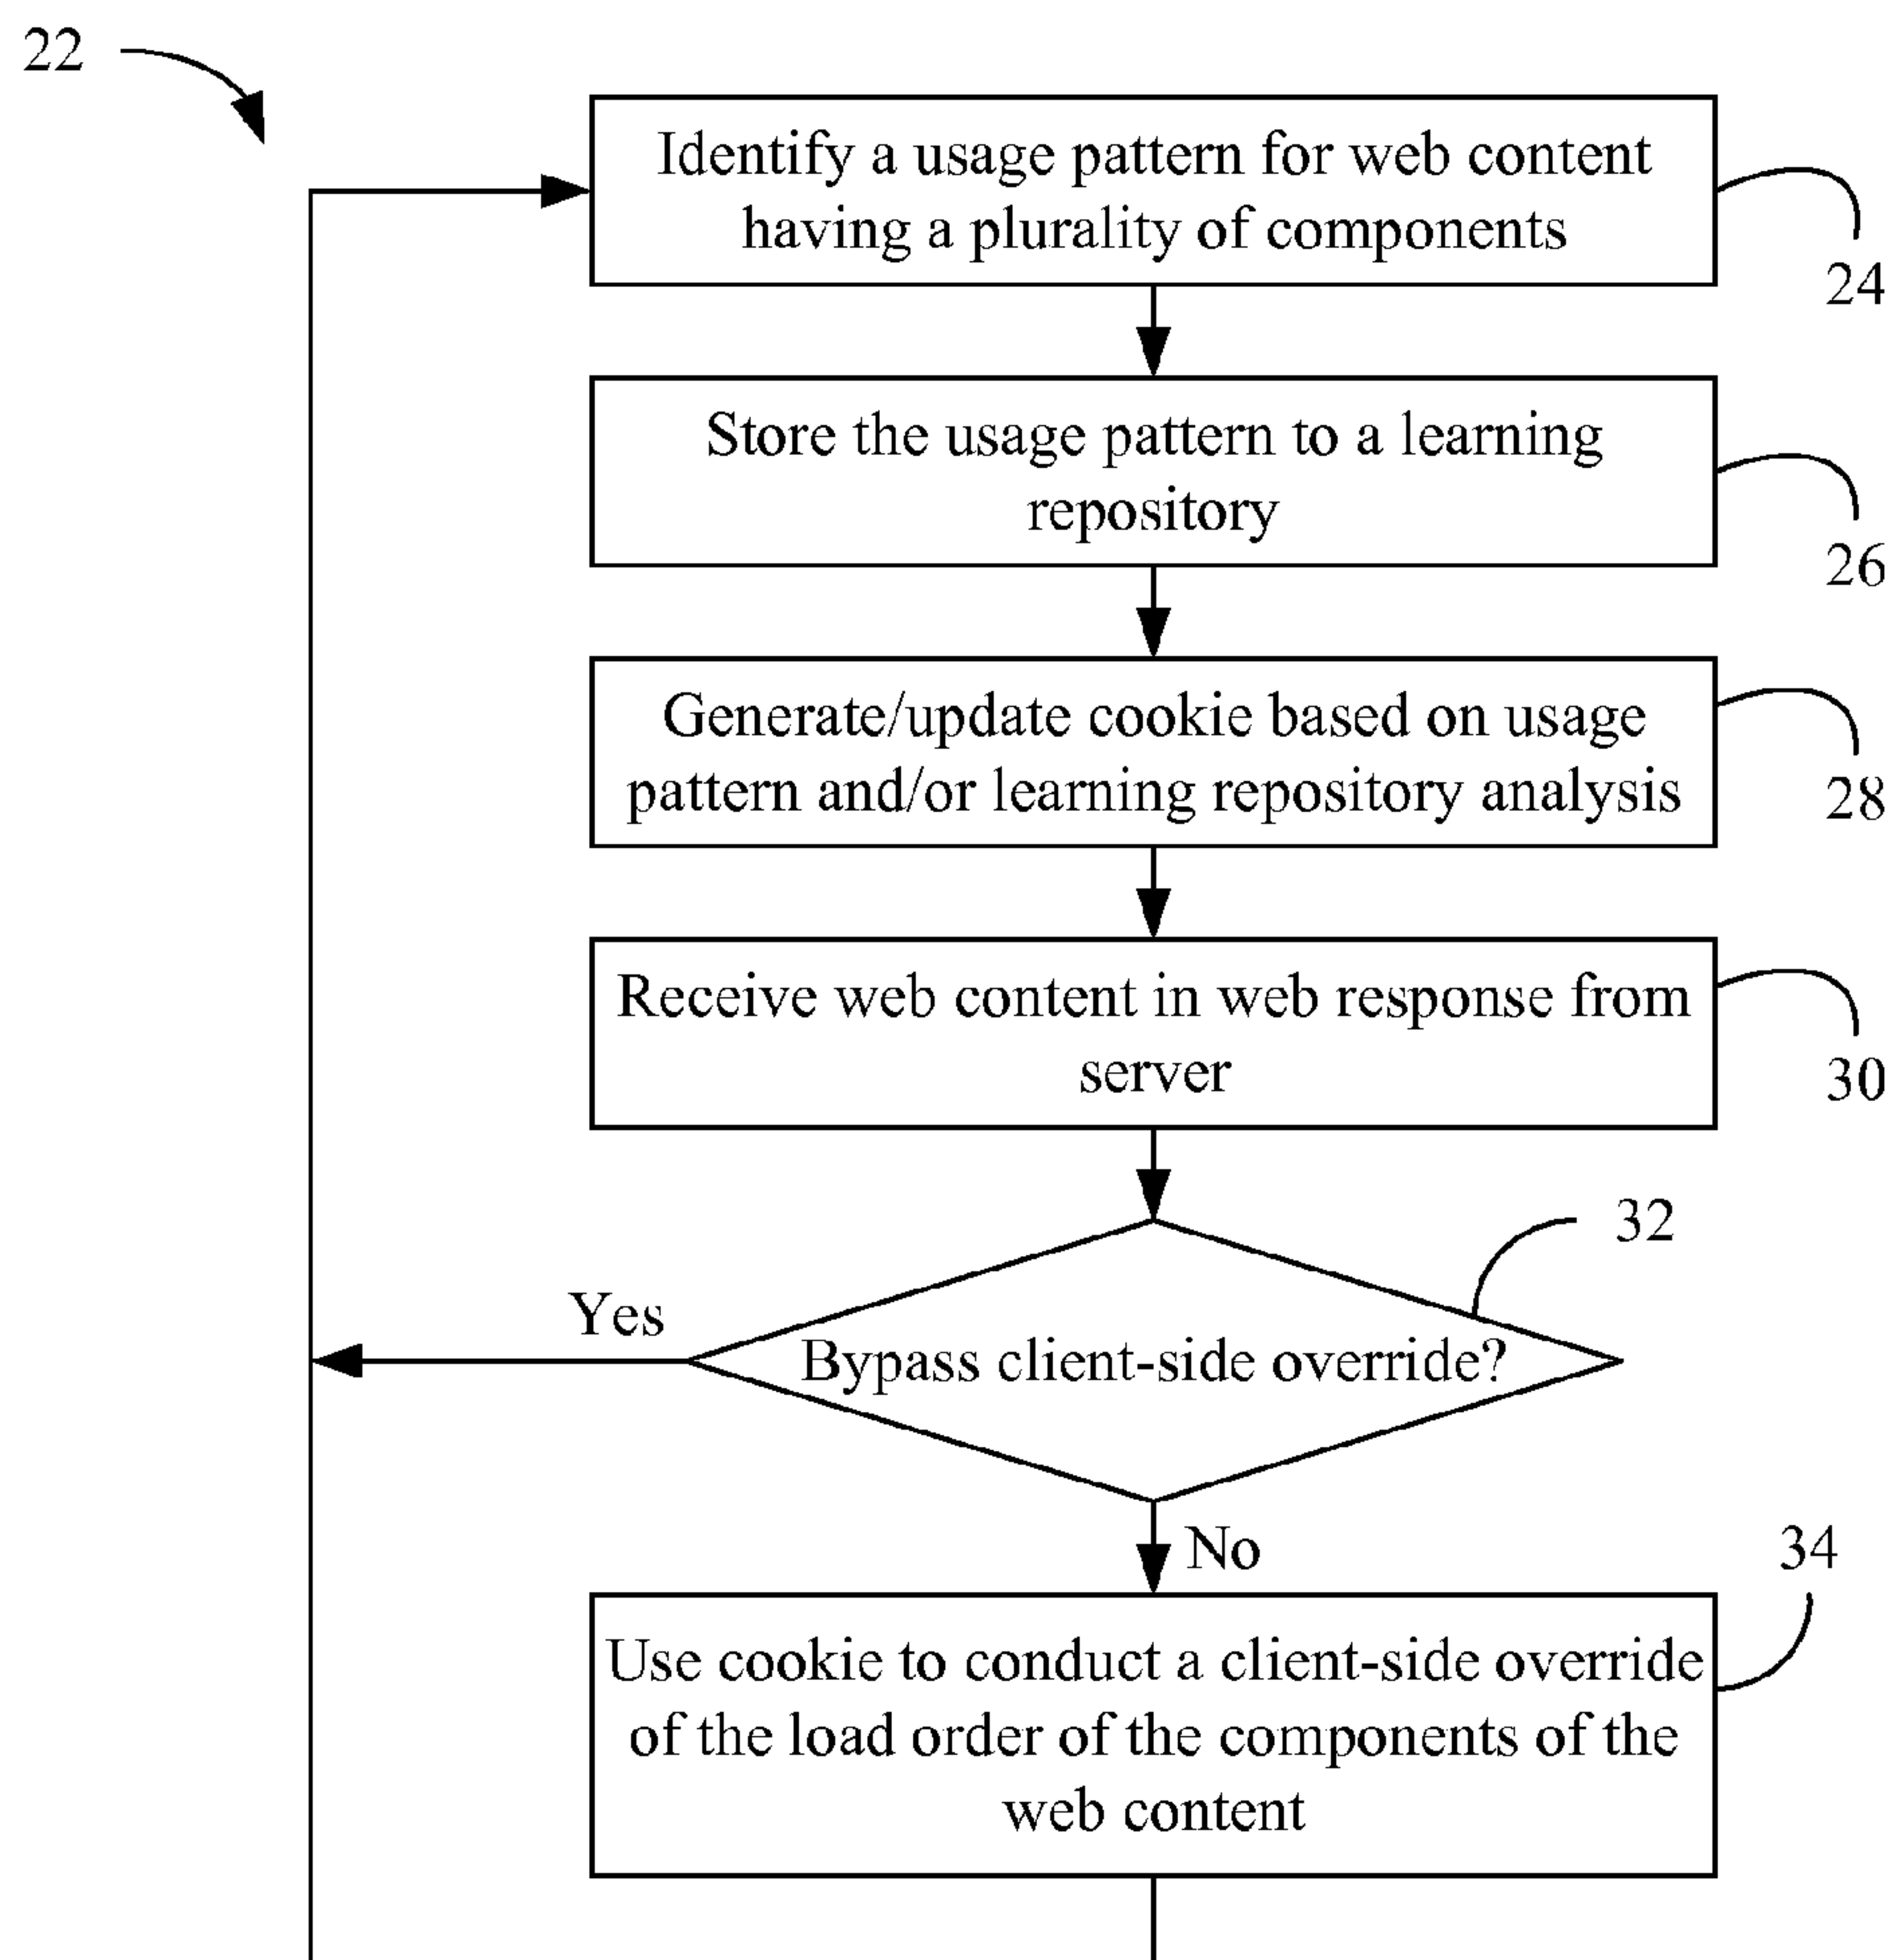 22
Identify a usage pattern for web content
having a plurality of components
24
Store the usage pattern to a learning
repository
26
Generate/update cookie based on usage
pattern and/or learning repository analysis
28
Receive web content in web response from
server
30
32
Yes
Bypass client-side override?
No
34
Use cookie to conduct a client-side override
of the load order of the components of the
web content